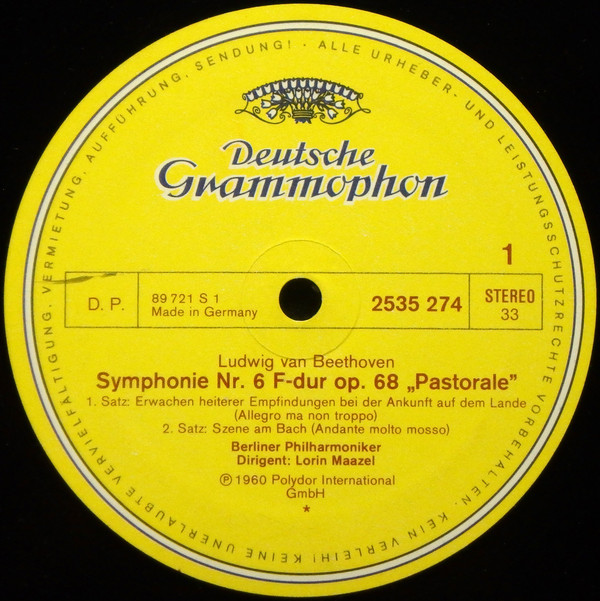 KEINE UNERLAUBTE VERVIELFÄLTIGUNG, VERMIETUNG, AUFFÜHRUNG, SENDUNG! · ALLE URHEBER- UND LEISTUNGSSCHUTZRECHTE VORBEHALTEN. KEIN VERLEIH!
Deutsche
Grammophon
1
D. P.
89 721 S 1
Made in Germany
2535 274
STEREO
33
Ludwig van Beethoven
Symphonie Nr. 6 F-dur op. 68 „Pastorale”
1. Satz: Erwachen heiterer Empfindungen bei der Ankunft auf dem Lande
(Allegro ma non troppo)
2. Satz: Szene am Bach (Andante molto mosso)
Berliner Philharmoniker
Dirigent: Lorin Maazel
Ⓟ 1960 Polydor International
GmbH
*